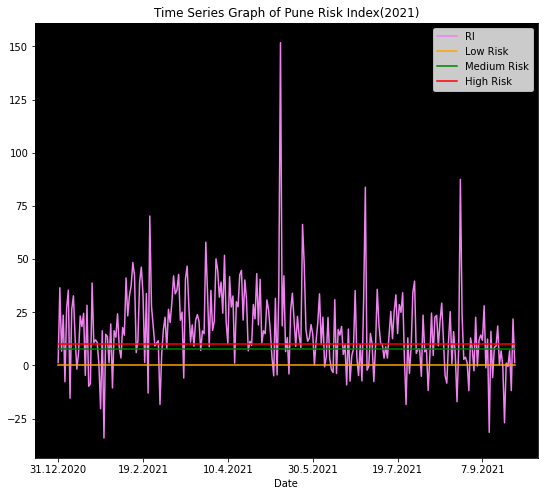 Time Series Graph of Pune Risk Index(2021)
RI
Low Risk
Medium Risk
High Risk
150
125
100
75
50
25
0
−25
31.12.2020 19.2.2021 10.4.2021 30.5.2021 19.7.2021 7.9.2021
Date